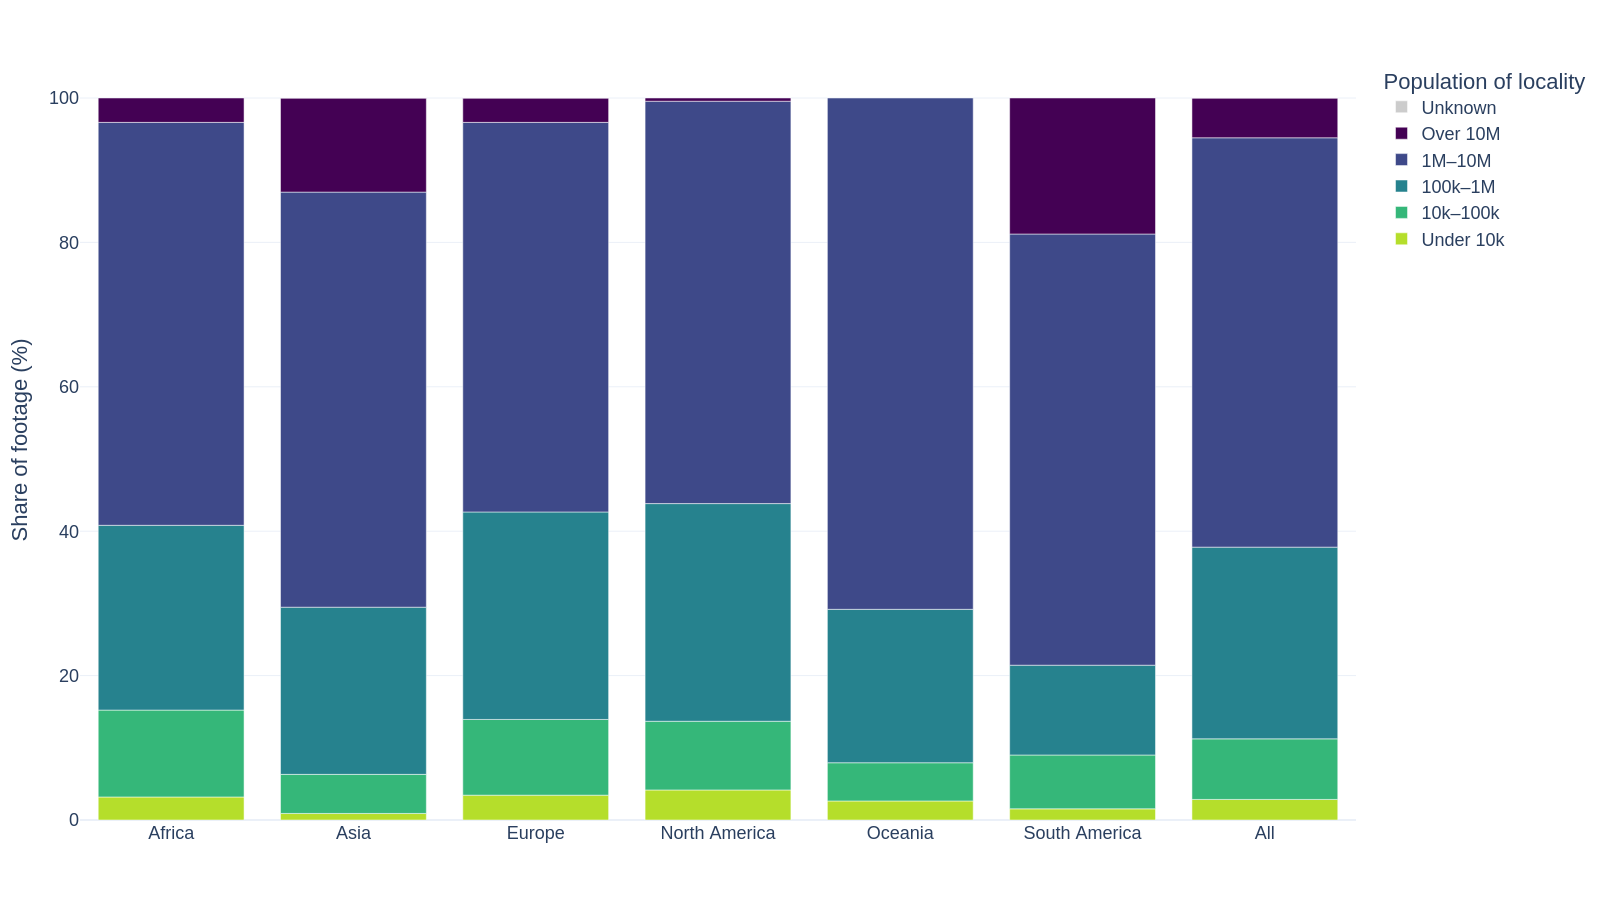 Population of locality
Unknown
Over 10M
1M–10M
100k–1M
10k–100k
Under 10k
Share of footage (%)
100
80
60
40
20
0
Africa
Asia
Europe
North America
Oceania
South America
All